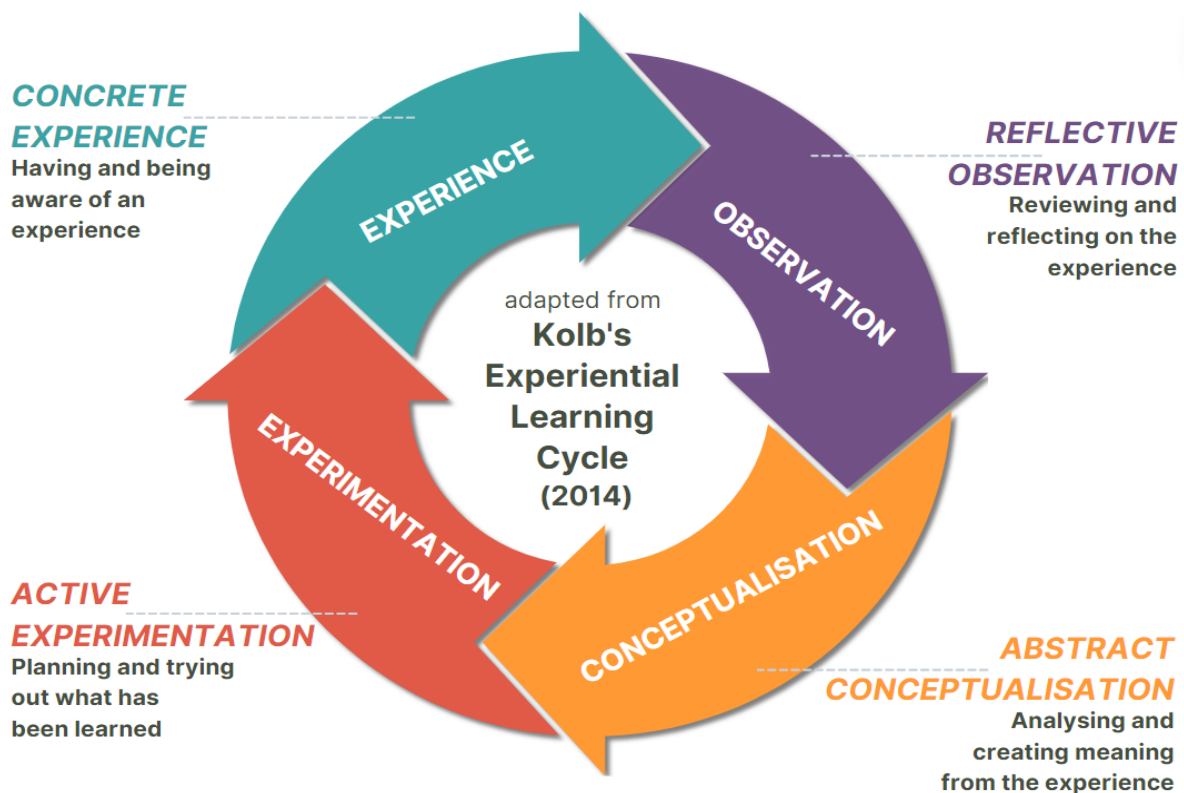 CONCRETE
EXPERIENCE
Having and being
aware of an
experience
EXPERIENCE
OBSERVATION
REFLECTIVE
OBSERVATION
Reviewing and
reflecting on the
experience
adapted from
Kolb's
Experiential
Learning
Cycle
(2014)
EXPERIMENTATION
CONCEPTUALISATION
ACTIVE
EXPERIMENTATION
Planning and trying
out what has
been learned
ABSTRACT
CONCEPTUALISATION
Analysing and
creating meaning
from the experience